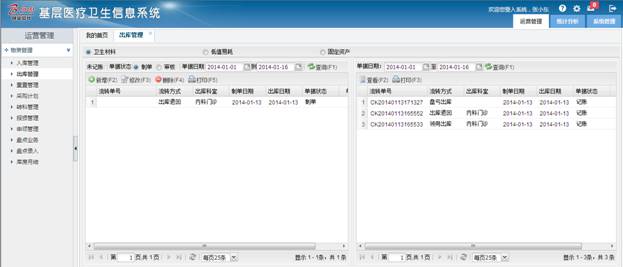 基层医疗卫生信息系统
欢迎您登入系统，张小东
0
运营管理 统计分析 系统管理
运营管理
我的首页 出库管理
物资管理
入库管理
出库管理
重置管理
采购计划
转科管理
报损管理
申领管理
盘点业务
盘点录入
库房月结
卫生材料 低值易耗 固定资产
未记账 单据状态 制单 审核 单据日期 2014-01-01 到 2014-01-16 查询(F1)
新增(F2) 修改(F3) 删除(F4) 打印(F5)
流转单号 流转方式 出库科室 制单日期 出库日期 单据状态
1 出库退回 内科门诊 2014-01-13 2014-01-13 制单
第 1 页,共 1 页 每页25条 显示 1 - 1条，共 1 条
单据日期: 2014-01-01 至 2014-01-16 查询(F1)
查看(F2) 打印(F3)
流转单号 流转方式 出库科室 制单日期 出库日期 单据状态
1 CK20140113171327 盘亏出库 2014-01-13 2014-01-13 记账
2 CK20140113165552 出库退回 内科门诊 2014-01-13 2014-01-13 记账
3 CK20140113165533 领用出库 内科门诊 2014-01-13 2014-01-13 记账
第 1 页,共 1 页 每页25条 显示 1 - 3条，共 3 条